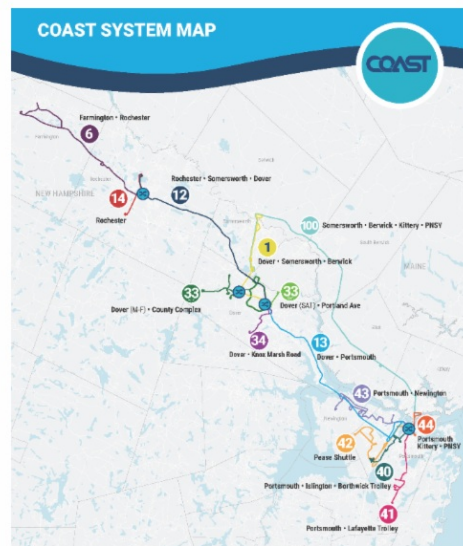 COAST SYSTEM MAP
COAST
Farmington • Rochester
6
Farmington
Rochester • Somersworth • Dover
NEW HAMPSHIRE
14
12
Rochester
100
Somersworth • Berwick • Kittery • PNSY
1
Dover • Somersworth • Berwick
MAINE
33
33
Dover (M-F) • County Complex
Dover (SAT) • Portland Ave
34
Dover • Knox Marsh Road
13
Dover • Portsmouth
43
Portsmouth • Newington
44
Portsmouth
Kittery • PNSY
42
Pease Shuttle
40
Portsmouth • Islington • Borthwick Trolley
41
Portsmouth • Lafayette Trolley